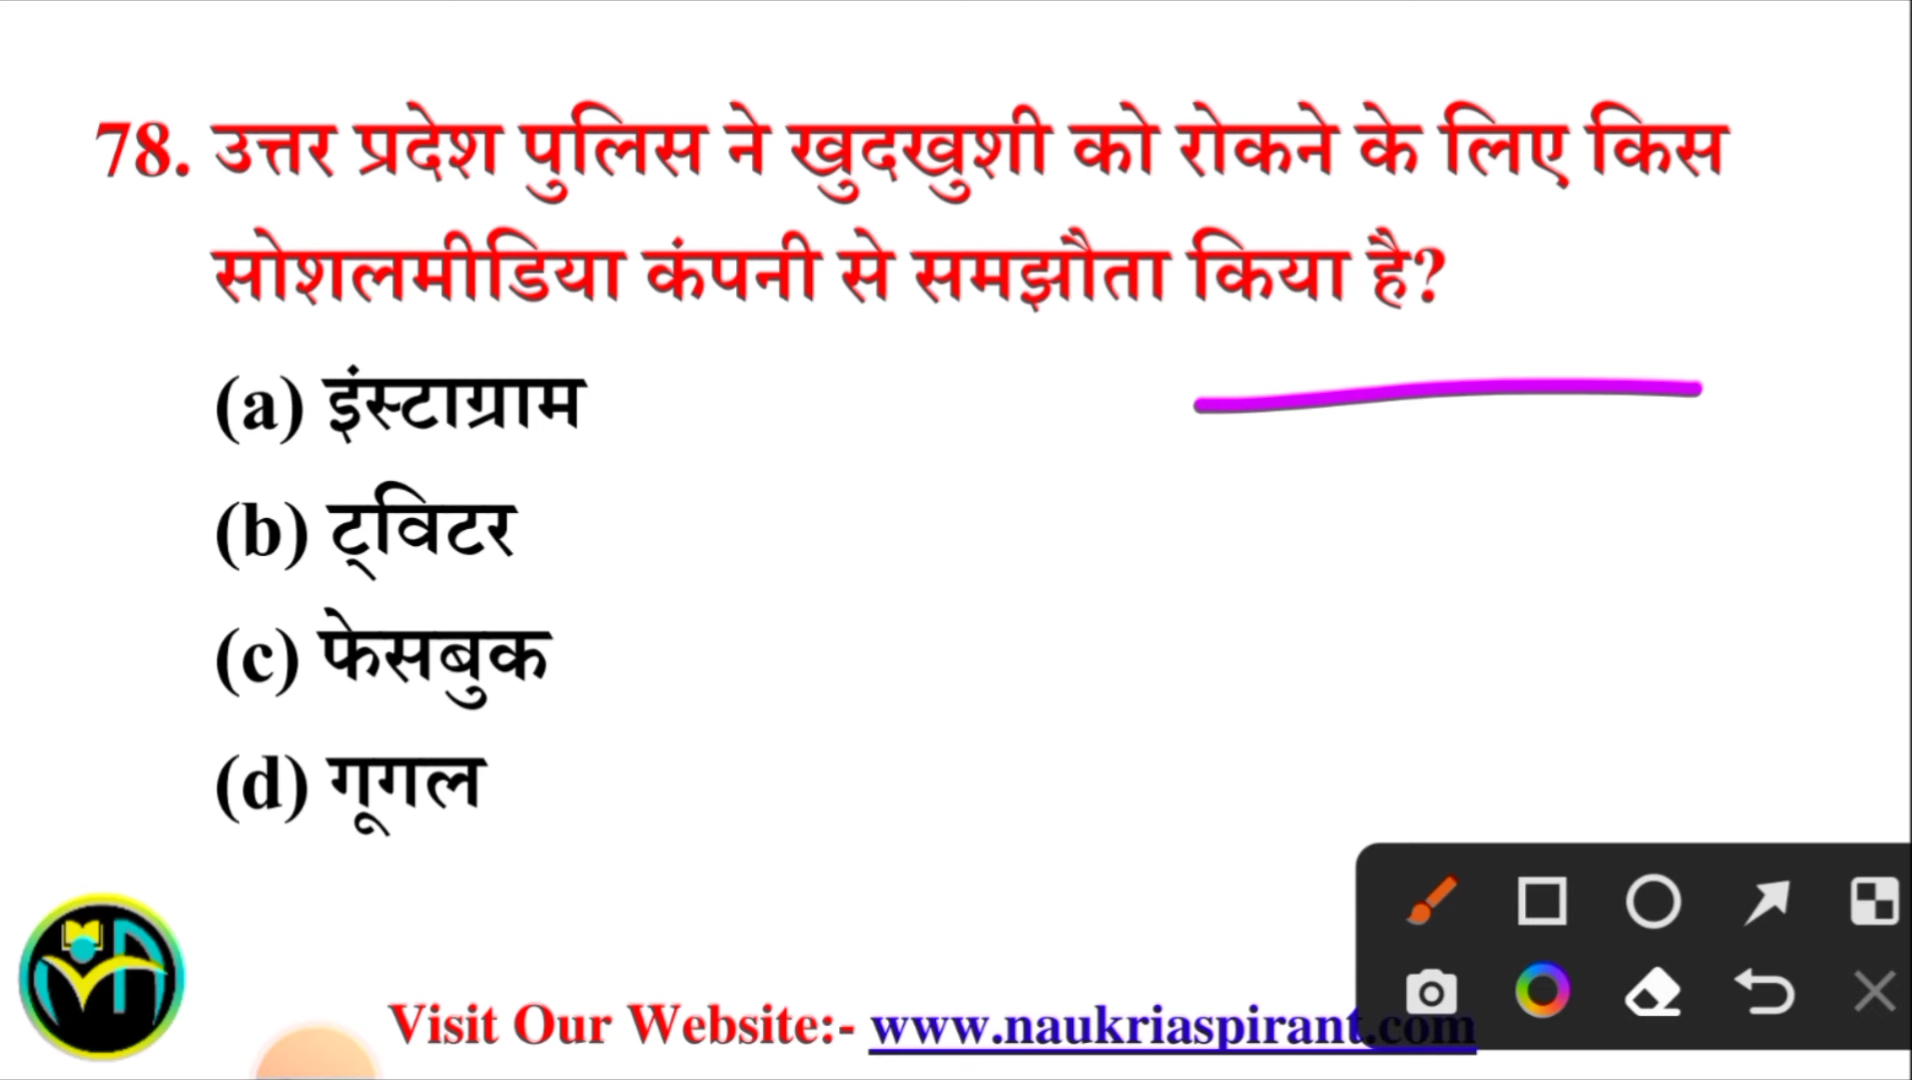 78. उत्तर प्रदेश पुलिस ने खुदखुशी को रोकने के लिए किस
सोशलमीडिया कंपनी से समझौता किया है?
(a) इंस्टाग्राम
(b) ट्विटर
(c) फेसबुक
(d) गूगल
Visit Our Website:- www.naukriaspirant.com